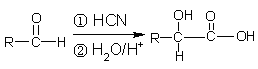 O
R C H
① HCN
② H₂O/H⁺
OH O
R C C OH
H